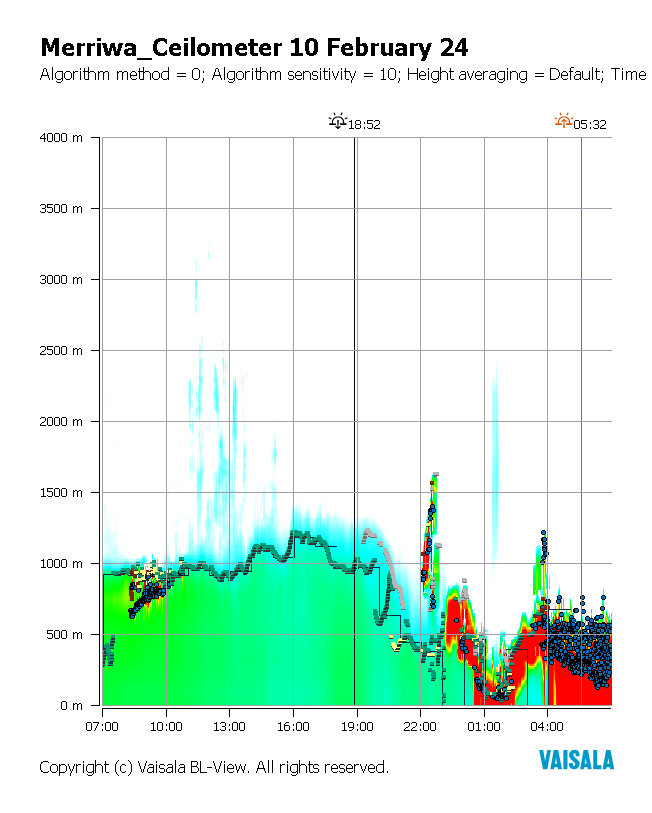 Merriwa_Ceilometer 10 February 24
Algorithm method = 0; Algorithm sensitivity = 10; Height averaging = Default; Time
18:52
05:32
4000 m
3500 m
3000 m
2500 m
2000 m
1500 m
1000 m
500 m
0 m
07:00 10:00 13:00 16:00 19:00 22:00 01:00 04:00
VAISALA
Copyright (c) Vaisala BL-View. All rights reserved.